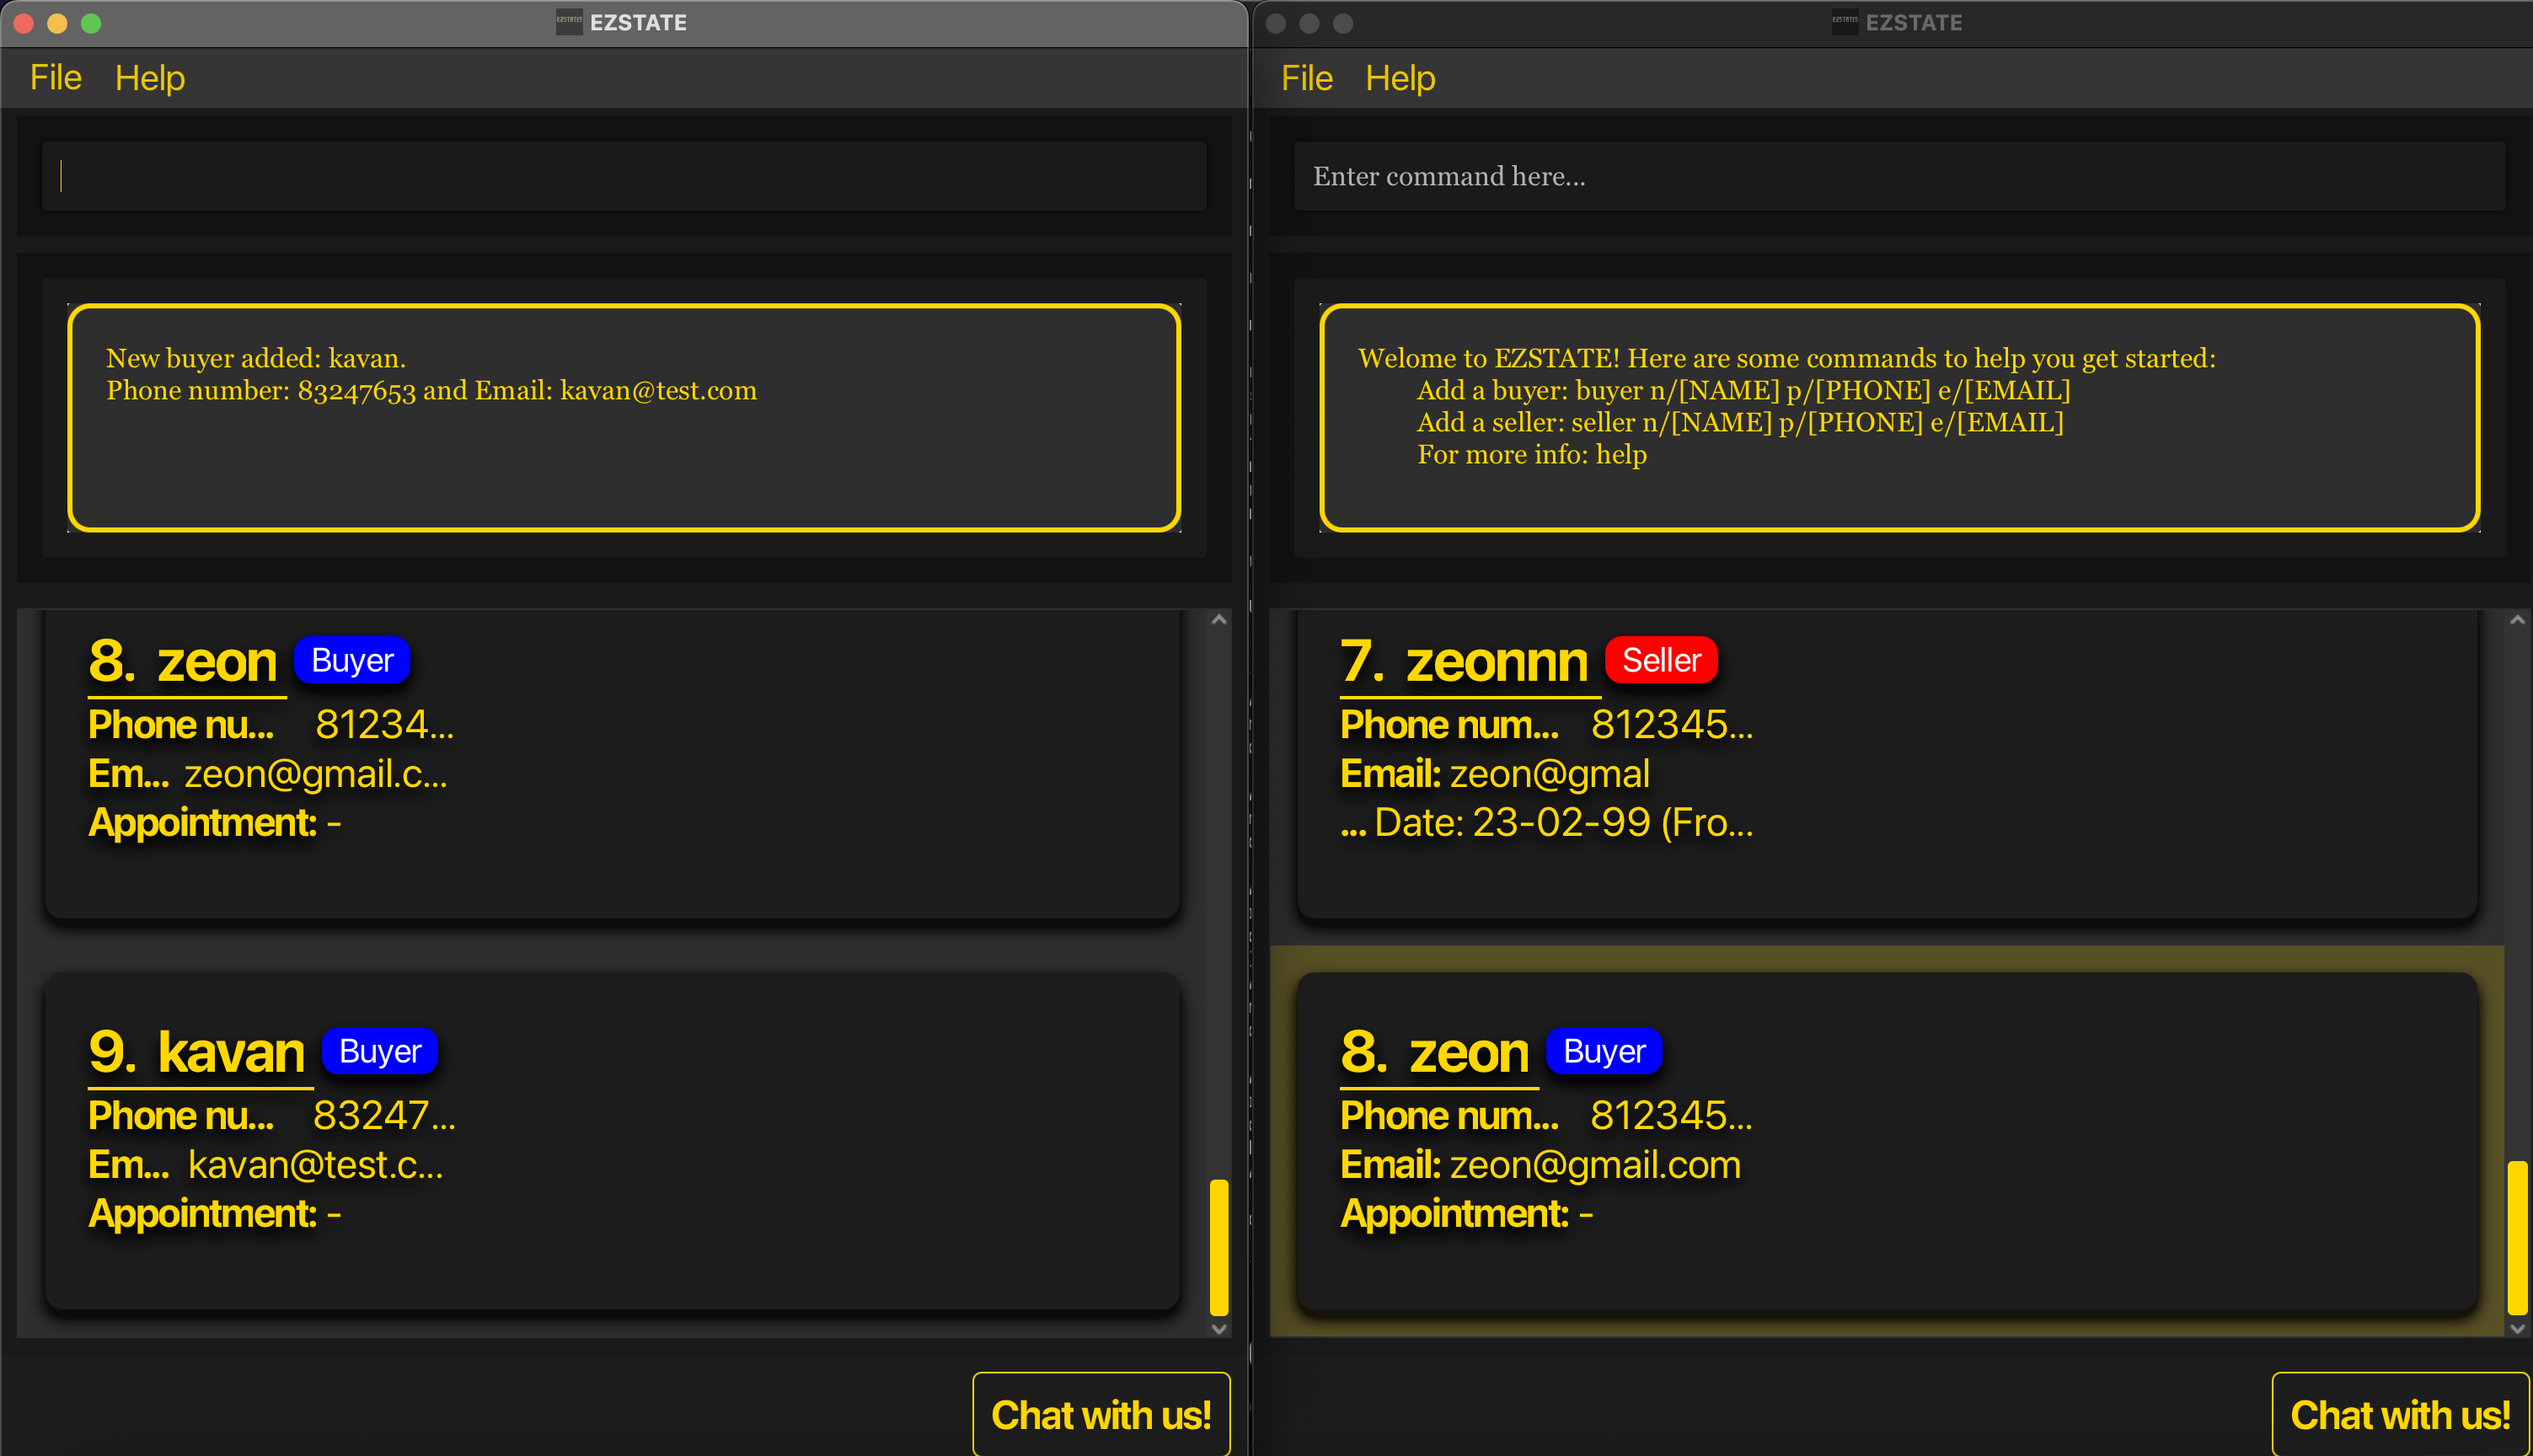 EZSTATE
File Help
New buyer added: kavan.
Phone number: 83247653 and Email: kavan@test.com
8. zeon Buyer
Phone nu... 81234...
Em... zeon@gmail.c...
Appointment: -
9. kavan Buyer
Phone nu... 83247...
Em... kavan@test.c...
Appointment: -
Chat with us!
EZSTATE
File Help
Enter command here...
Welome to EZSTATE! Here are some commands to help you get started:
Add a buyer: buyer n/[NAME] p/[PHONE] e/[EMAIL]
Add a seller: seller n/[NAME] p/[PHONE] e/[EMAIL]
For more info: help
7. zeonnn Seller
Phone num... 812345...
Email: zeon@gmal
... Date: 23-02-99 (Fro...
8. zeon Buyer
Phone num... 812345...
Email: zeon@gmail.com
Appointment: -
Chat with us!